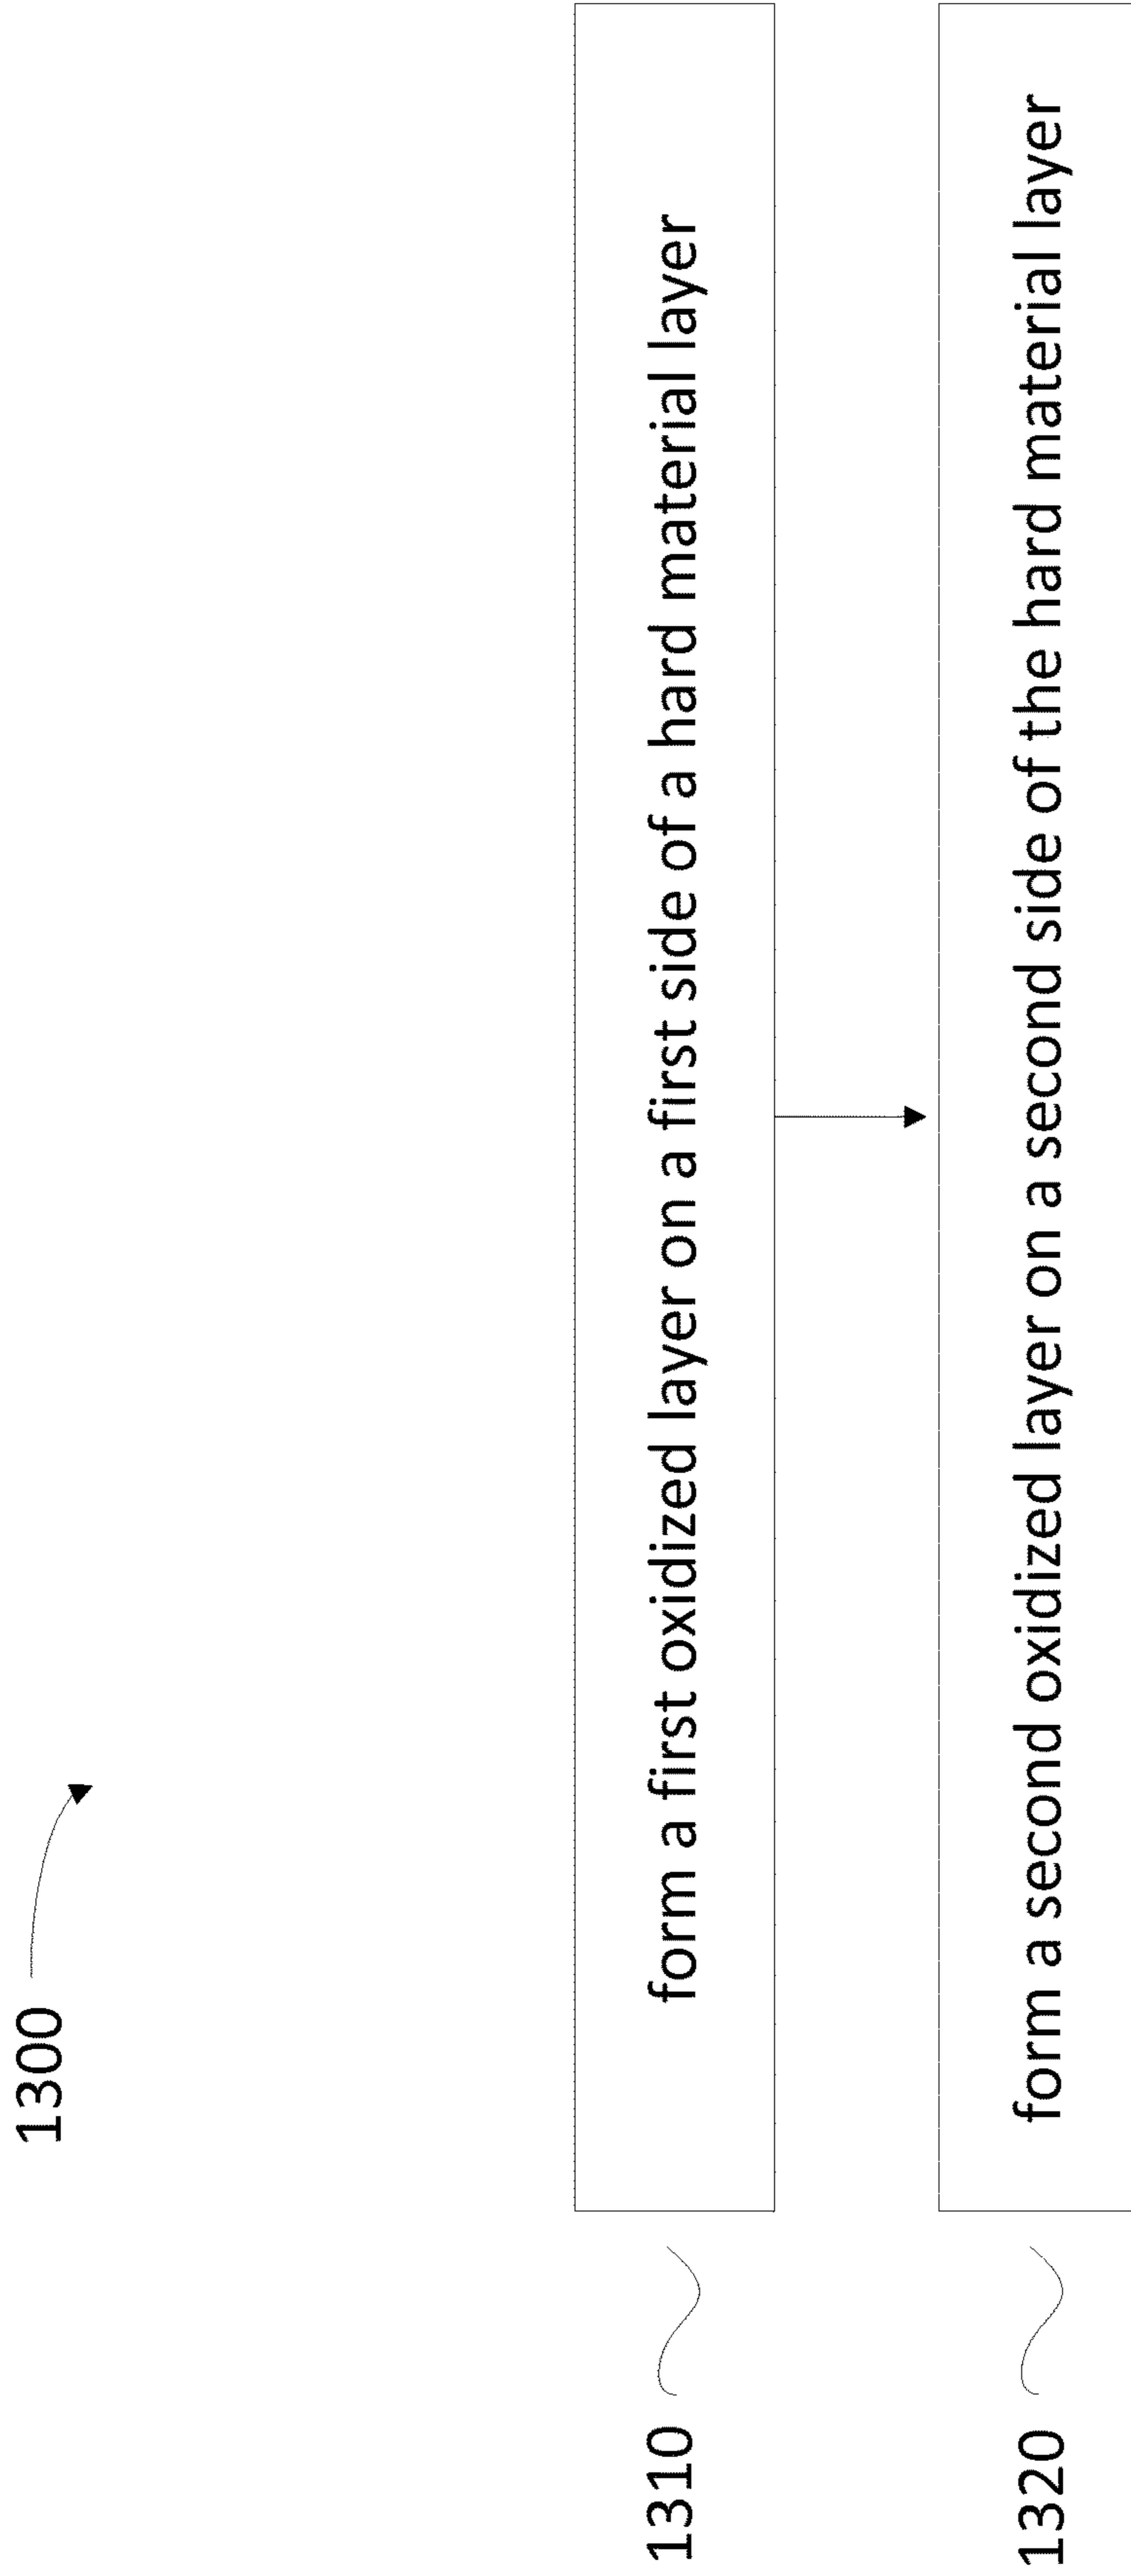 1300
1310
form a first oxidized layer on a first side of a hard material layer
1320
form a second oxidized layer on a second side of the hard material layer